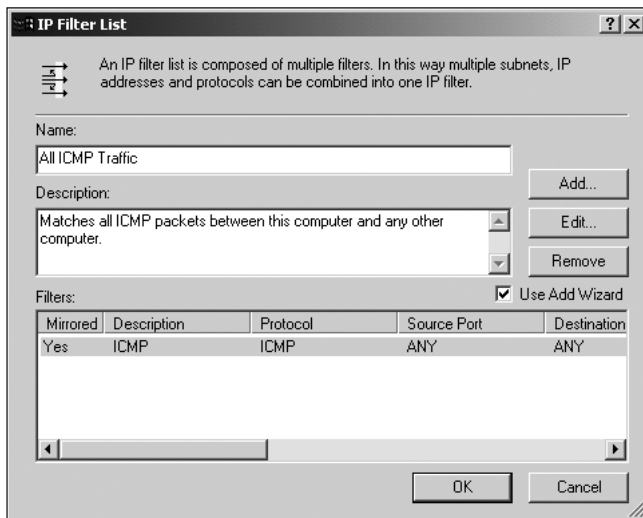 IP Filter List
An IP filter list is composed of multiple filters. In this way multiple subnets, IP
addresses and protocols can be combined into one IP filter.
Name:
All ICMP Traffic
Add...
Description:
Matches all ICMP packets between this computer and any other
computer.
Edit...
Remove
Filters:
Use Add Wizard
Mirrored Description Protocol Source Port Destination
Yes ICMP ICMP ANY ANY
OK Cancel